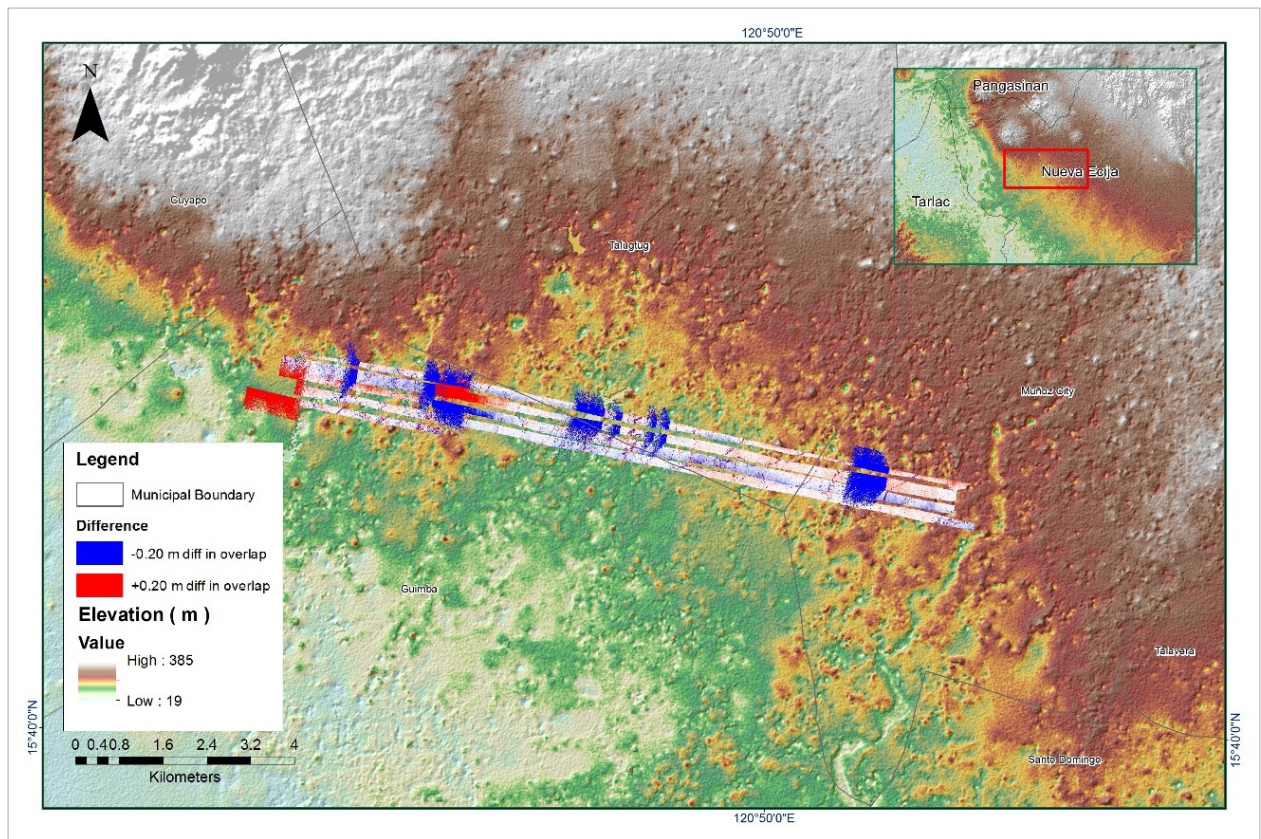 120°50'0"E
N
Pangasinan
Nueva Ecija
Tarlac
Cuyapo
Talugtug
Muñoz City
Legend
Municipal Boundary
Difference
-0.20 m diff in overlap
+0.20 m diff in overlap
Elevation ( m )
Value
High : 385
Low : 19
Guimba
Talavera
15°40'0"N
15°40'0"N
0 0.40.8 1.6 2.4 3.2 4
Kilometers
Santo Domingo
120°50'0"E